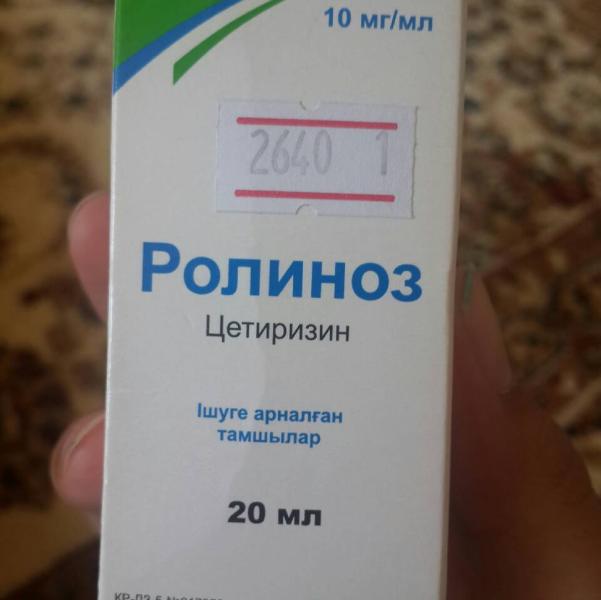 10 мг/мл
2640 1
Ролиноз
Цетиризин
Ішуге арналған
тамшылар
20 мл